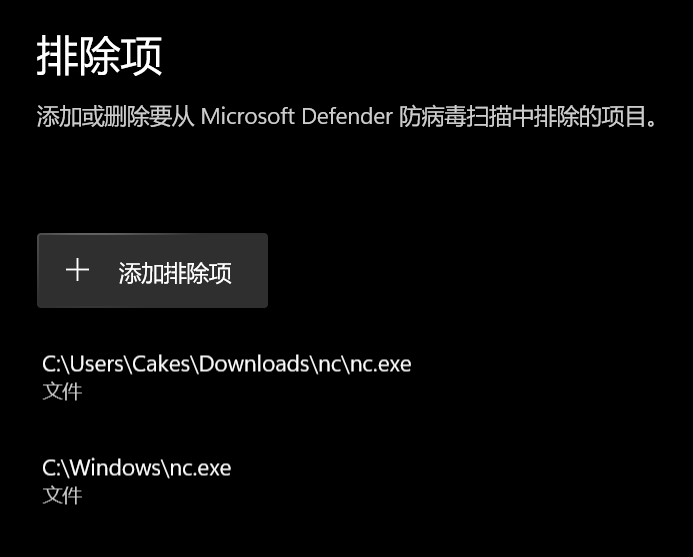 排除项
添加或删除要从 Microsoft Defender 防病毒扫描中排除的项目。
添加排除项
C:\Users\Cakes\Downloads\nc\nc.exe
文件
C:\Windows\nc.exe
文件